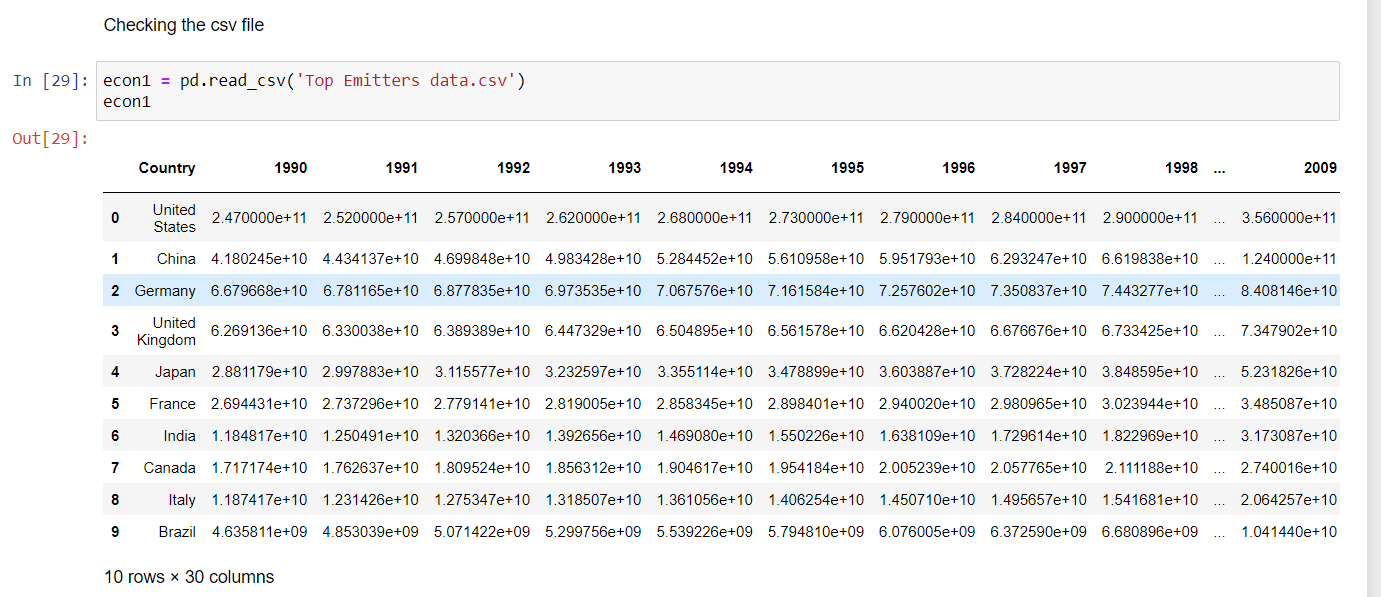 Checking the csv file
In [29]: econ1 = pd.read_csv('Top Emitters data.csv')
econ1
Out[29]:
Country 1990 1991 1992 1993 1994 1995 1996 1997 1998 ... 2009
0 United States 2.470000e+11 2.520000e+11 2.570000e+11 2.620000e+11 2.680000e+11 2.730000e+11 2.790000e+11 2.840000e+11 2.900000e+11 ... 3.560000e+11
1 China 4.180245e+10 4.434137e+10 4.699848e+10 4.983428e+10 5.284452e+10 5.610958e+10 5.951793e+10 6.293247e+10 6.619838e+10 ... 1.240000e+11
2 Germany 6.679668e+10 6.781165e+10 6.877835e+10 6.973535e+10 7.067576e+10 7.161584e+10 7.257602e+10 7.350837e+10 7.443277e+10 ... 8.408146e+10
3 United Kingdom 6.269136e+10 6.330038e+10 6.389389e+10 6.447329e+10 6.504895e+10 6.561578e+10 6.620428e+10 6.676676e+10 6.733425e+10 ... 7.347902e+10
4 Japan 2.881179e+10 2.997883e+10 3.115577e+10 3.232597e+10 3.355114e+10 3.478899e+10 3.603887e+10 3.728224e+10 3.848595e+10 ... 5.231826e+10
5 France 2.694431e+10 2.737296e+10 2.779141e+10 2.819005e+10 2.858345e+10 2.898401e+10 2.940020e+10 2.980965e+10 3.023944e+10 ... 3.485087e+10
6 India 1.184817e+10 1.250491e+10 1.320366e+10 1.392656e+10 1.469080e+10 1.550226e+10 1.638109e+10 1.729614e+10 1.822969e+10 ... 3.173087e+10
7 Canada 1.717174e+10 1.762637e+10 1.809524e+10 1.856312e+10 1.904617e+10 1.954184e+10 2.005239e+10 2.057765e+10 2.111188e+10 ... 2.740016e+10
8 Italy 1.187417e+10 1.231426e+10 1.275347e+10 1.318507e+10 1.361056e+10 1.406254e+10 1.450710e+10 1.495657e+10 1.541681e+10 ... 2.064257e+10
9 Brazil 4.635811e+09 4.853039e+09 5.071422e+09 5.299756e+09 5.539226e+09 5.794810e+09 6.076005e+09 6.372590e+09 6.680896e+09 ... 1.041440e+10
10 rows × 30 columns